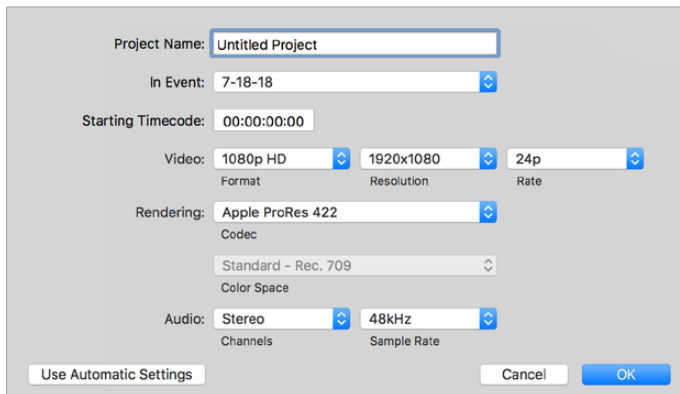 Project Name: Untitled Project
In Event: 7-18-18
Starting Timecode: 00:00:00:00
Video: 1080p HD 1920x1080 24p
Format Resolution Rate
Rendering: Apple ProRes 422
Codec
Standard - Rec. 709
Color Space
Audio: Stereo 48kHz
Channels Sample Rate
Use Automatic Settings Cancel OK